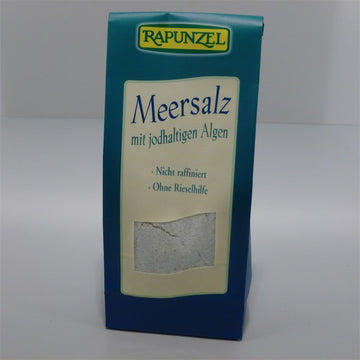 RAPUNZEL
Meersalz
mit jodhaltigen Algen
· Nicht raffiniert
· Ohne Rieselhilfe